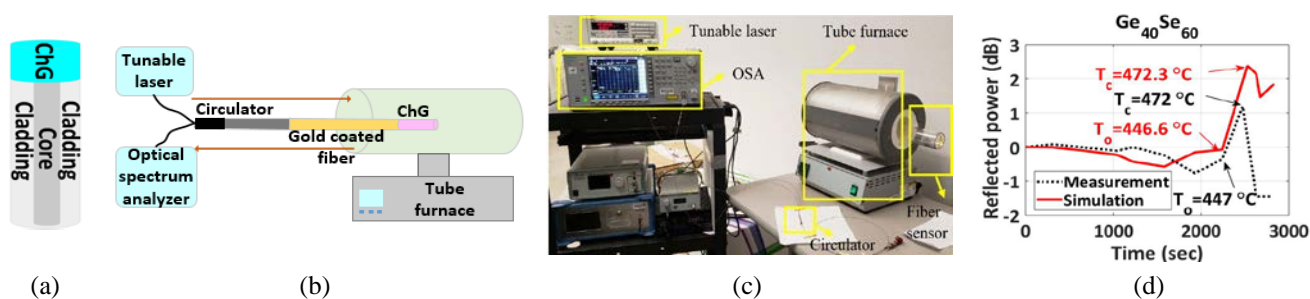 ChG
Cladding
Core
Cladding
(a)
Tunable
laser
Circulator
ChG
Gold coated
fiber
Optical
spectrum
analyzer
Tube
furnace
(b)
Tunable laser
Tube furnace
OSA
Circulator
Fiber
sensor
(c)
Ge40Se60
Reflected power (dB)
3
2
1
0
-1
-2
Tc=472.3 °C
Tc=472 °C
To=446.6 °C
Measurement
Simulation
To=447 °C
0
1000
2000
3000
Time (sec)
(d)